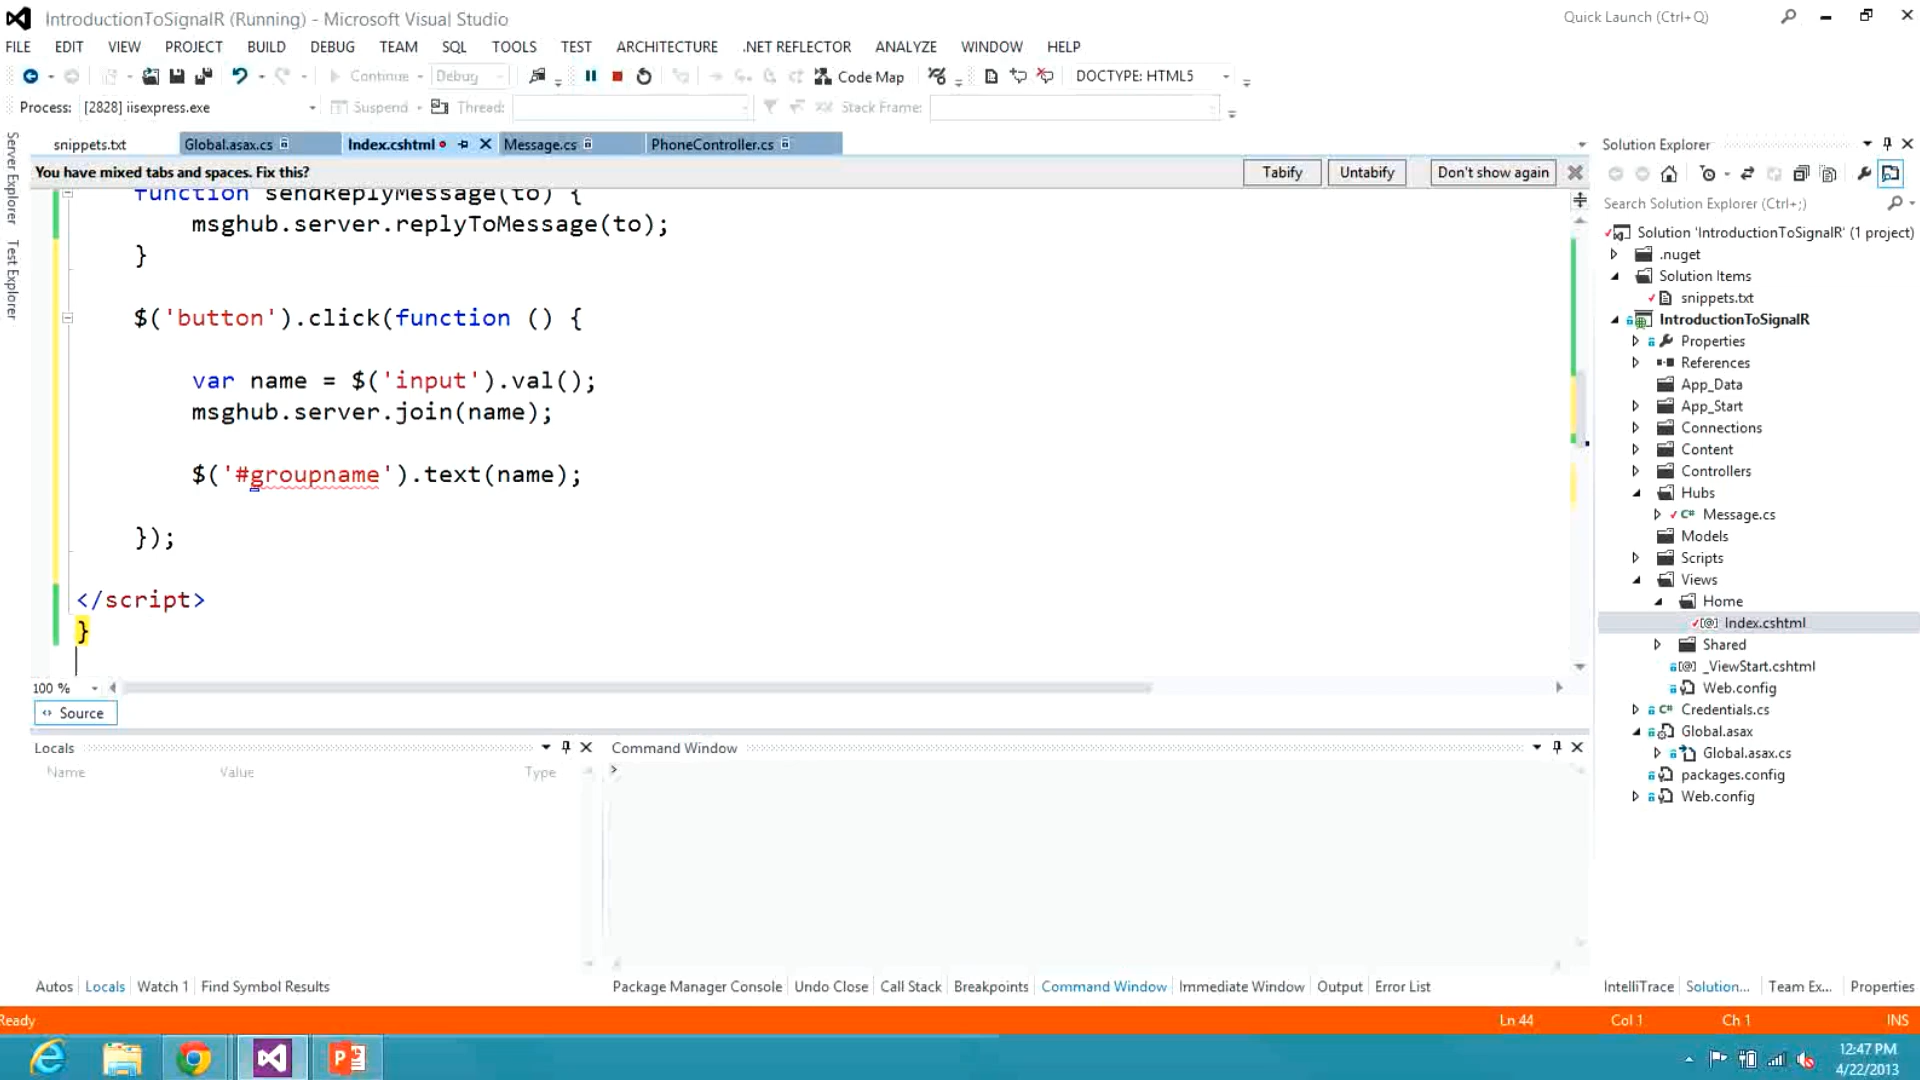 IntroductionToSignalR (Running) - Microsoft Visual Studio
Quick Launch (Ctrl+Q)
FILE EDIT VIEW PROJECT BUILD DEBUG TEAM SQL TOOLS TEST ARCHITECTURE .NET REFLECTOR ANALYZE WINDOW HELP
Continue Debug Code Map DOCTYPE: HTML5
Process: [2828] iisexpress.exe Suspend Thread: Stack Frame:
Server Explorer
Test Explorer
snippets.txt Global.asax.cs Index.cshtml Message.cs PhoneController.cs
You have mixed tabs and spaces. Fix this? Tabify Untabify Don't show again
function sendReplyMessage(to) {
msghub.server.replyToMessage(to);
}
$('button').click(function () {
var name = $('input').val();
msghub.server.join(name);
$('#groupname').text(name);
});
</script>
}
100 %
Source
Locals
Name Value Type
Command Window
>
Autos Locals Watch 1 Find Symbol Results
Package Manager Console Undo Close Call Stack Breakpoints Command Window Immediate Window Output Error List
Solution Explorer
Search Solution Explorer (Ctrl+;)
Solution 'IntroductionToSignalR' (1 project)
.nuget
Solution Items
snippets.txt
IntroductionToSignalR
Properties
References
App_Data
App_Start
Connections
Content
Controllers
Hubs
C# Message.cs
Models
Scripts
Views
Home
[@] Index.cshtml
Shared
[@] _ViewStart.cshtml
Web.config
C# Credentials.cs
Global.asax
Global.asax.cs
packages.config
Web.config
IntelliTrace Solution... Team Ex... Properties
Ready Ln 44 Col 1 Ch 1 INS
12:47 PM
4/22/2013